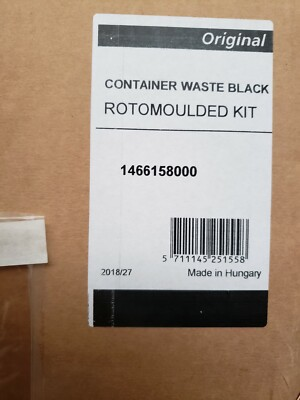 Original
CONTAINER WASTE BLACK
ROTOMOULDED KIT
1466158000
5 711145 251558
2018/27 Made in Hungary